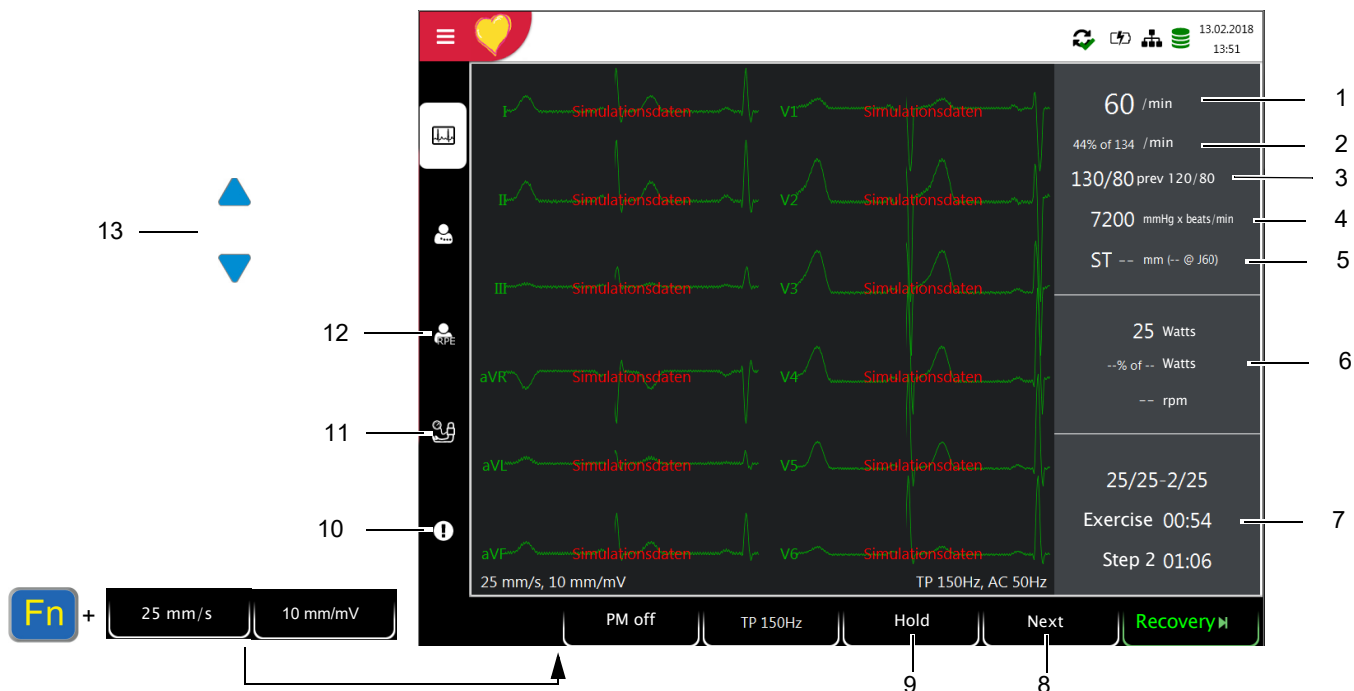 13.02.2018
13:51
I Simulationsdaten V1 Simulationsdaten
II Simulationsdaten V2 Simulationsdaten
III Simulationsdaten V3 Simulationsdaten
aVR Simulationsdaten V4 Simulationsdaten
aVL Simulationsdaten V5 Simulationsdaten
aVF Simulationsdaten V6 Simulationsdaten
25 mm/s, 10 mm/mV TP 150Hz, AC 50Hz
60 /min 1
44% of 134 /min 2
130/80 prev 120/80 3
7200 mmHg x beats/min 4
ST -- mm (-- @ J60) 5
25 Watts
--% of -- Watts 6
-- rpm
25/25-2/25
Exercise 00:54 7
Step 2 01:06
13
12 RPE
11
10
Fn + 25 mm/s 10 mm/mV
PM off TP 150Hz Hold Next Recovery
9 8